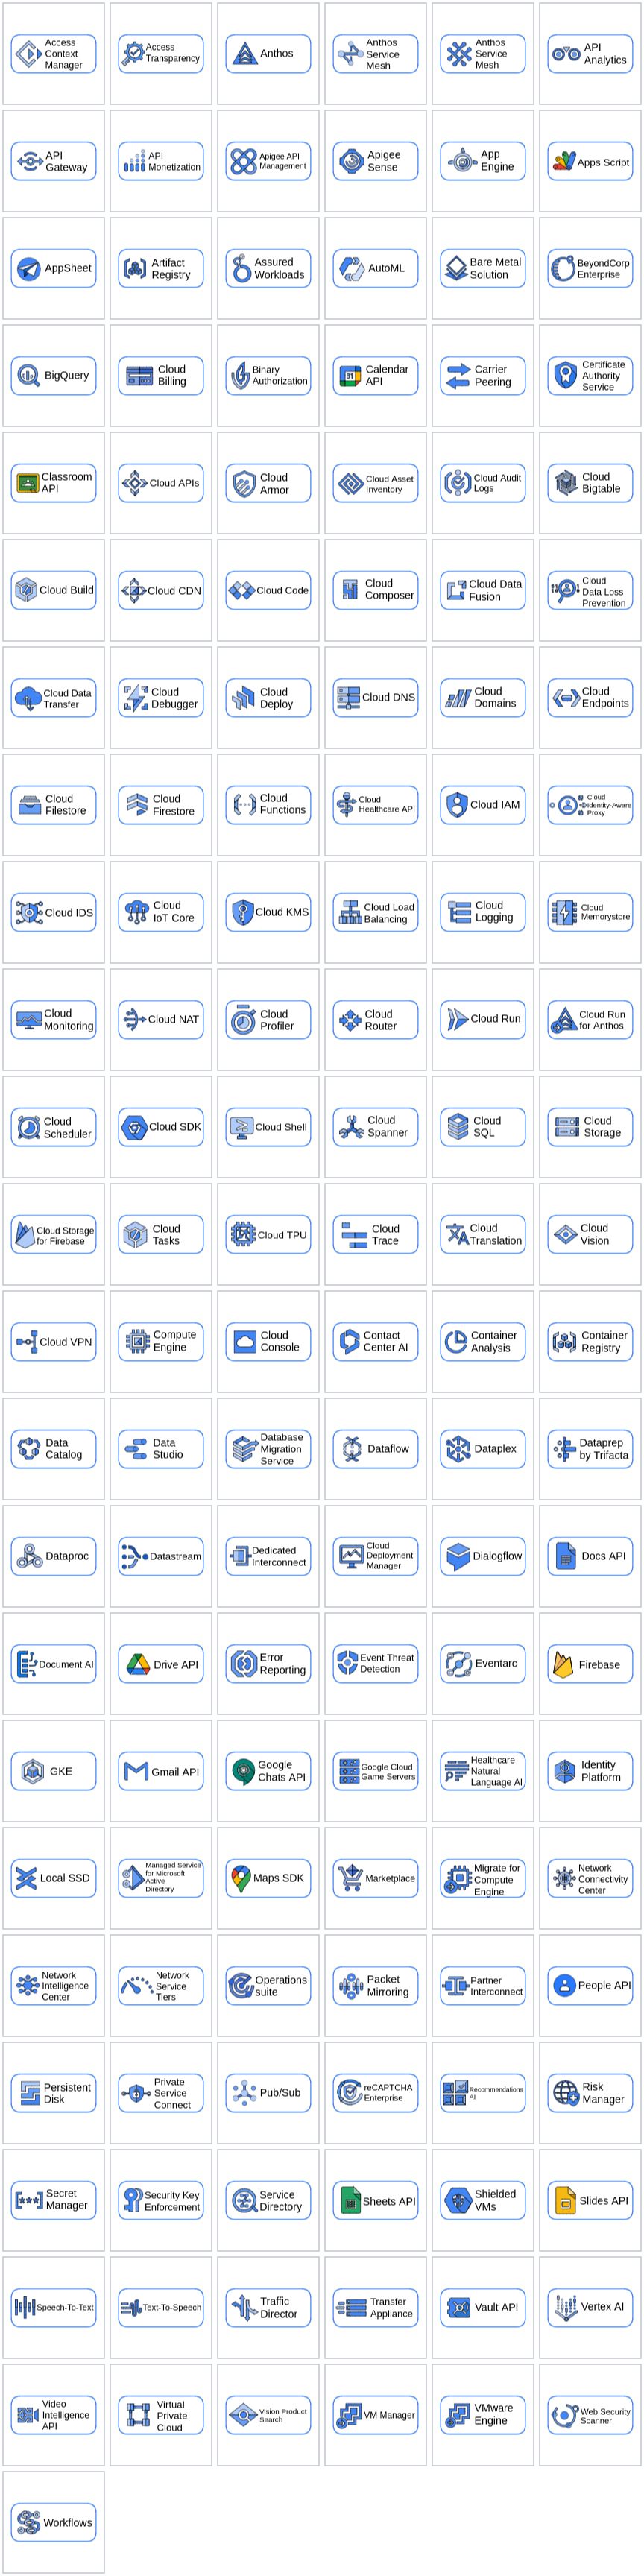 Access
Context
Manager
Access
Transparency
Anthos
Anthos
Service
Mesh
Anthos
Service
Mesh
API
Analytics
API
Gateway
API
Monetization
Apigee API
Management
Apigee
Sense
App
Engine
Apps Script
AppSheet
Artifact
Registry
Assured
Workloads
AutoML
Bare Metal
Solution
BeyondCorp
Enterprise
BigQuery
Cloud
Billing
Binary
Authorization
31
Calendar
API
Carrier
Peering
Certificate
Authority
Service
Classroom
API
Cloud APIs
Cloud
Armor
Cloud Asset
Inventory
Cloud Audit
Logs
Cloud
Bigtable
Cloud Build
Cloud CDN
Cloud Code
Cloud
Composer
Cloud Data
Fusion
Cloud
Data Loss
Prevention
Cloud Data
Transfer
Cloud
Debugger
Cloud
Deploy
Cloud DNS
Cloud
Domains
Cloud
Endpoints
Cloud
Filestore
Cloud
Firestore
Cloud
Functions
Cloud
Healthcare API
Cloud IAM
Cloud
Identity-Aware
Proxy
Cloud IDS
Cloud
IoT Core
Cloud KMS
Cloud Load
Balancing
Cloud
Logging
Cloud
Memorystore
Cloud
Monitoring
Cloud NAT
Cloud
Profiler
Cloud
Router
Cloud Run
Cloud Run
for Anthos
Cloud
Scheduler
Cloud SDK
Cloud Shell
Cloud
Spanner
Cloud
SQL
Cloud
Storage
Cloud Storage
for Firebase
Cloud
Tasks
Cloud TPU
Cloud
Trace
Cloud
Translation
Cloud
Vision
Cloud VPN
Compute
Engine
Cloud
Console
Contact
Center AI
Container
Analysis
Container
Registry
Data
Catalog
Data
Studio
Database
Migration
Service
Dataflow
Dataplex
Dataprep
by Trifacta
Dataproc
Datastream
Dedicated
Interconnect
Cloud
Deployment
Manager
Dialogflow
Docs API
Document AI
Drive API
Error
Reporting
Event Threat
Detection
Eventarc
Firebase
GKE
Gmail API
Google
Chats API
Google Cloud
Game Servers
Healthcare
Natural
Language AI
Identity
Platform
Local SSD
Managed Service
for Microsoft
Active
Directory
Maps SDK
Marketplace
Migrate for
Compute
Engine
Network
Connectivity
Center
Network
Intelligence
Center
Network
Service
Tiers
Operations
suite
Packet
Mirroring
Partner
Interconnect
People API
Persistent
Disk
Private
Service
Connect
Pub/Sub
reCAPTCHA
Enterprise
Recommendations
AI
Risk
Manager
Secret
Manager
Security Key
Enforcement
Service
Directory
Sheets API
Shielded
VMs
Slides API
Speech-To-Text
Text-To-Speech
Traffic
Director
Transfer
Appliance
Vault API
Vertex AI
Video
Intelligence
API
Virtual
Private
Cloud
Vision Product
Search
VM Manager
VMware
Engine
Web Security
Scanner
Workflows